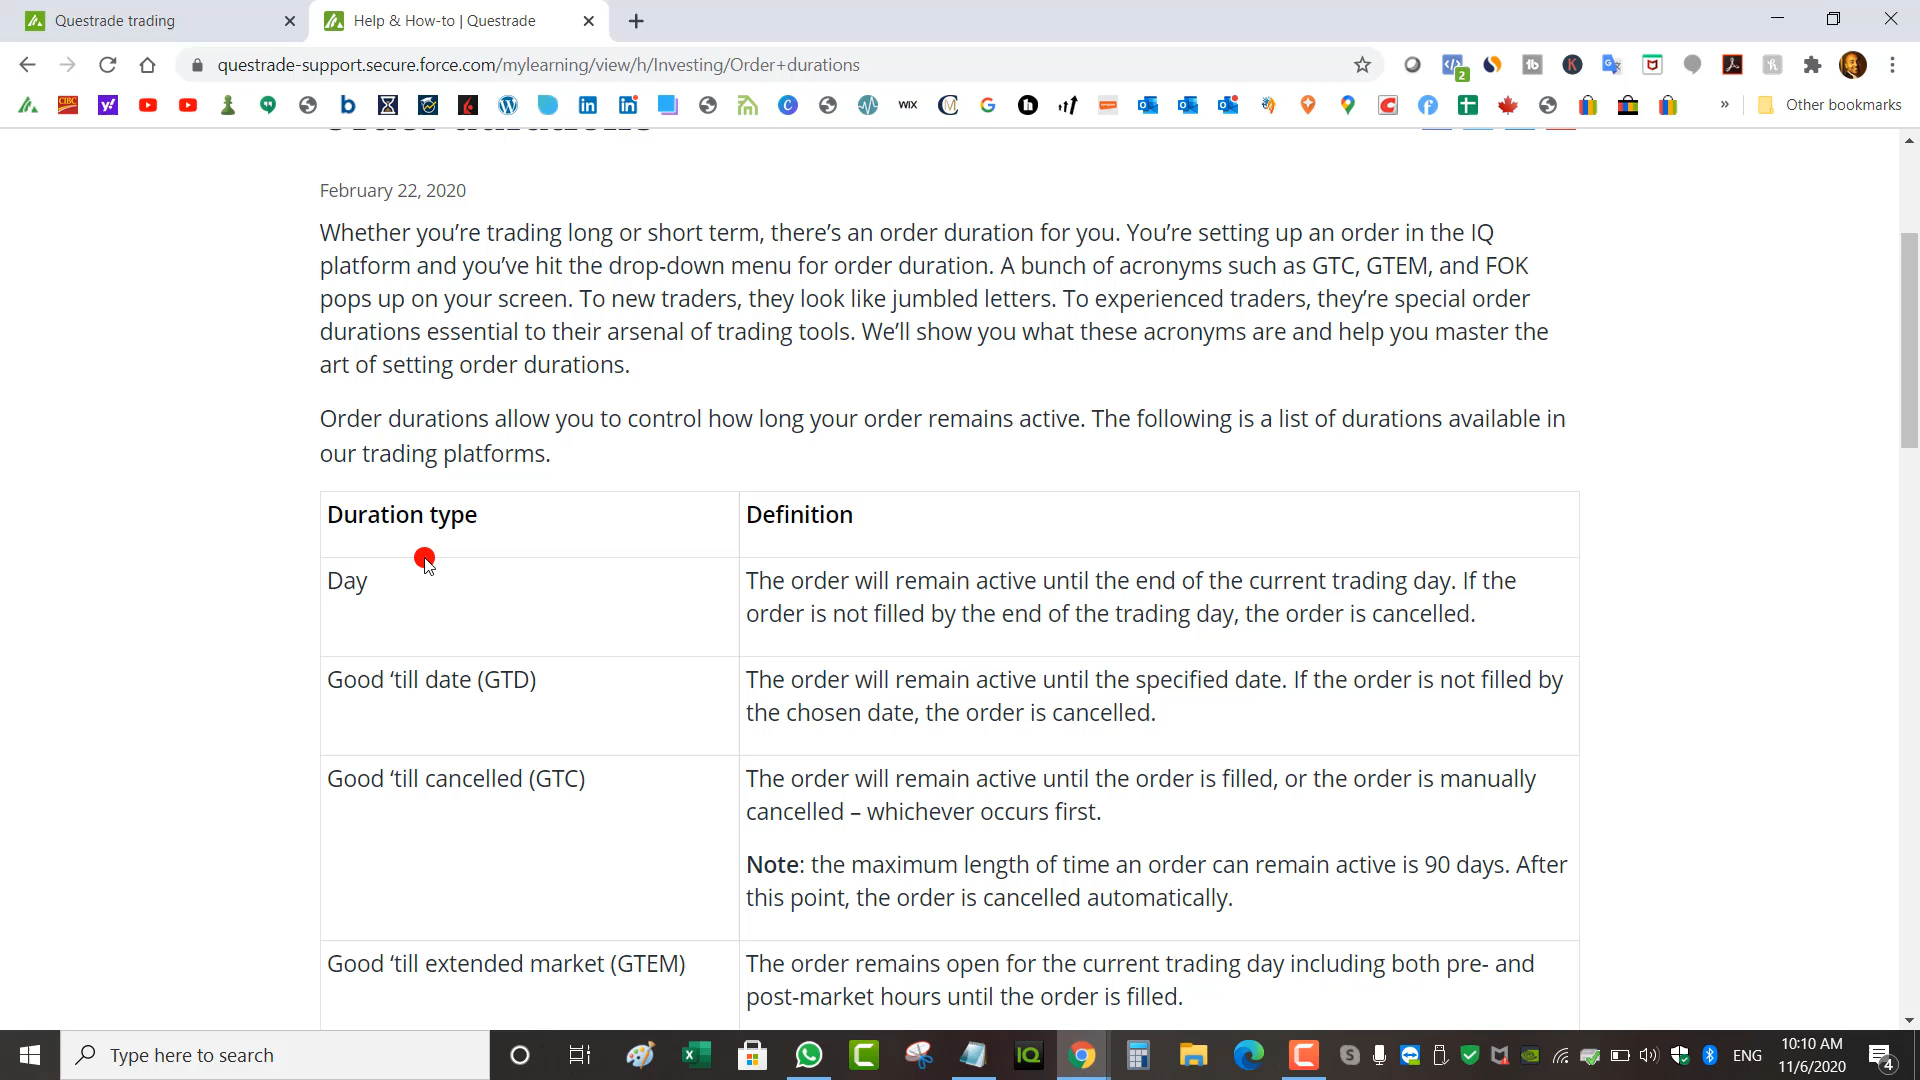 Questrade trading
Help & How-to | Questrade
questrade-support.secure.force.com/mylearning/view/h/Investing/Order+durations
2
CIBC
WIX
Other bookmarks
February 22, 2020
Whether you’re trading long or short term, there’s an order duration for you. You’re setting up an order in the IQ
platform and you’ve hit the drop-down menu for order duration. A bunch of acronyms such as GTC, GTEM, and FOK
pops up on your screen. To new traders, they look like jumbled letters. To experienced traders, they’re special order
durations essential to their arsenal of trading tools. We’ll show you what these acronyms are and help you master the
art of setting order durations.
Order durations allow you to control how long your order remains active. The following is a list of durations available in
our trading platforms.
Duration type
Definition
Day
The order will remain active until the end of the current trading day. If the
order is not filled by the end of the trading day, the order is cancelled.
Good ‘till date (GTD)
The order will remain active until the specified date. If the order is not filled by
the chosen date, the order is cancelled.
Good ‘till cancelled (GTC)
The order will remain active until the order is filled, or the order is manually
cancelled – whichever occurs first.
Note: the maximum length of time an order can remain active is 90 days. After
this point, the order is cancelled automatically.
Good ‘till extended market (GTEM)
The order remains open for the current trading day including both pre- and
post-market hours until the order is filled.
Type here to search
IQ
ENG
10:10 AM
11/6/2020
4